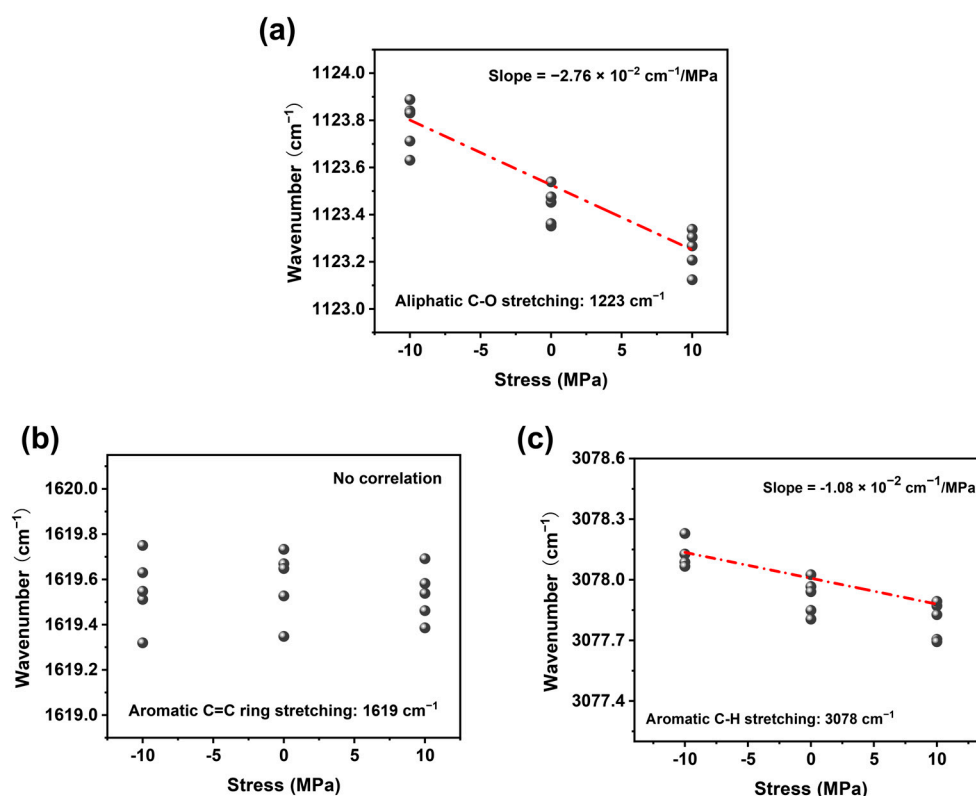 (a)
Slope = −2.76 × 10⁻² cm⁻¹/MPa
1124.0
1123.8
1123.6
1123.4
1123.2
1123.0
Wavenumber (cm⁻¹)
Aliphatic C-O stretching: 1223 cm⁻¹
-10 -5 0 5 10
Stress (MPa)
(b)
No correlation
1620.0
1619.8
1619.6
1619.4
1619.2
1619.0
Wavenumber (cm⁻¹)
Aromatic C=C ring stretching: 1619 cm⁻¹
-10 -5 0 5 10
Stress (MPa)
(c)
Slope = -1.08 × 10⁻² cm⁻¹/MPa
3078.6
3078.3
3078.0
3077.7
3077.4
Wavenumber (cm⁻¹)
Aromatic C-H stretching: 3078 cm⁻¹
-10 -5 0 5 10
Stress (MPa)